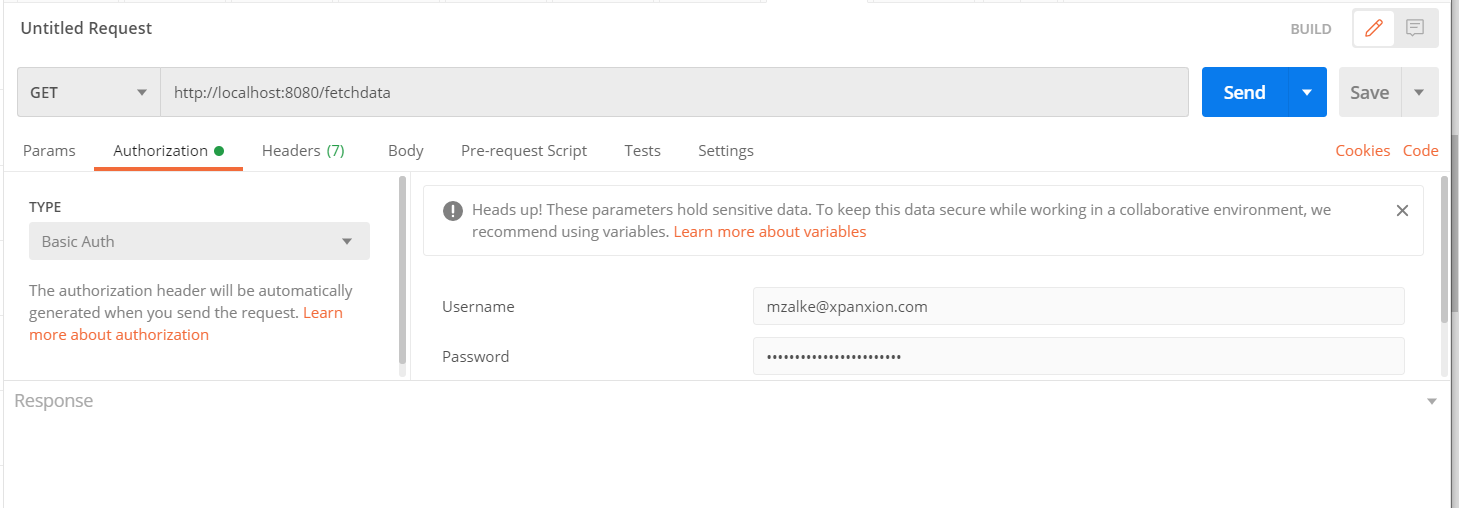 Untitled Request
BUILD
GET
http://localhost:8080/fetchdata
Send
Save
Params
Authorization
Headers (7)
Body
Pre-request Script
Tests
Settings
Cookies
Code
TYPE
Basic Auth
The authorization header will be automatically
generated when you send the request. Learn
more about authorization
Heads up! These parameters hold sensitive data. To keep this data secure while working in a collaborative environment, we
recommend using variables. Learn more about variables
Username
mzalke@xpanxion.com
Password
••••••••••••••••••••••••
Response